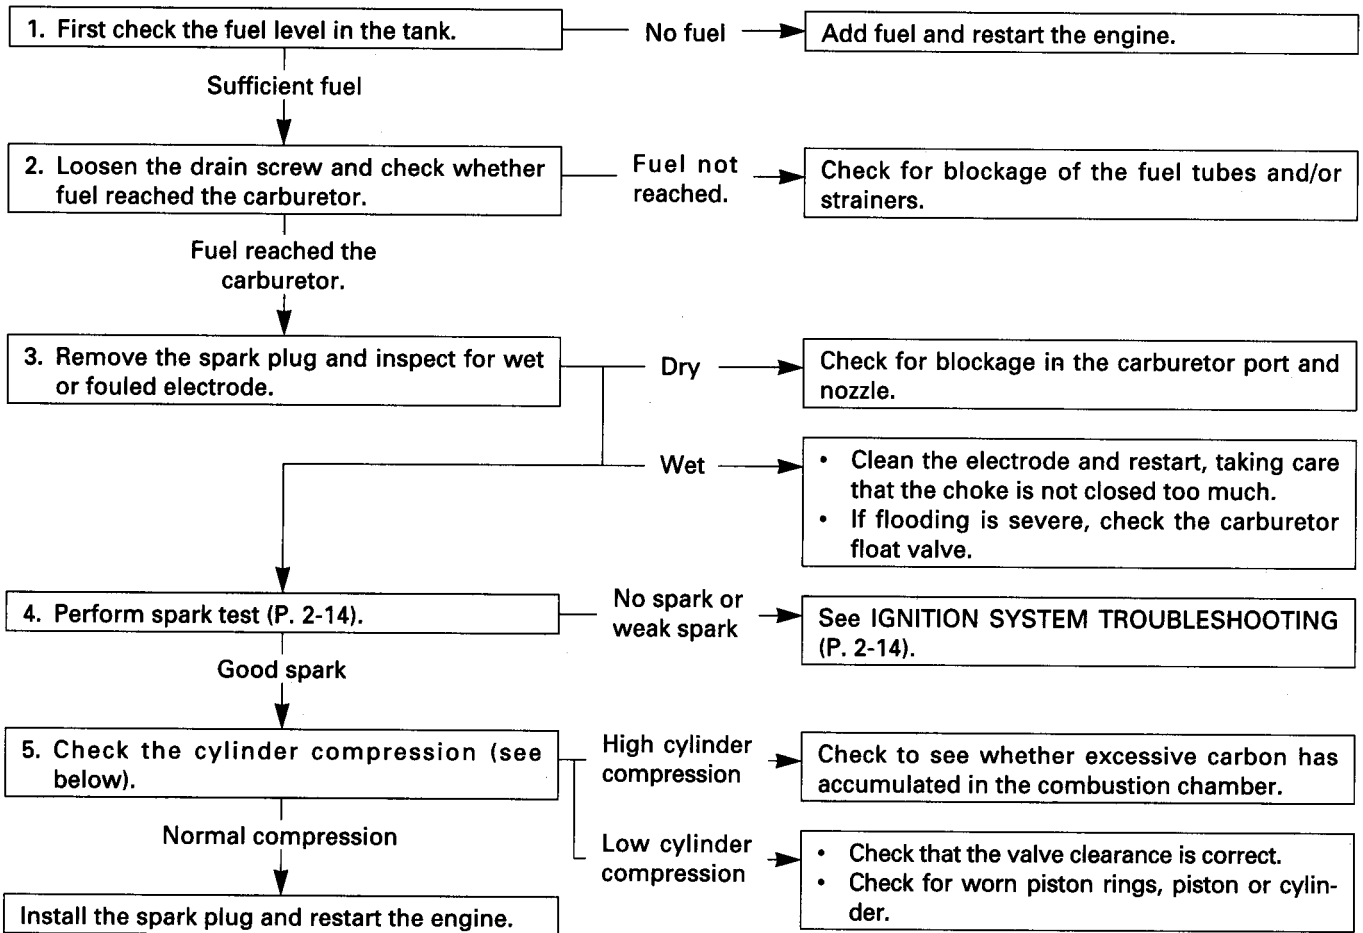 1. First check the fuel level in the tank.
No fuel
Add fuel and restart the engine.
Sufficient fuel
2. Loosen the drain screw and check whether
fuel reached the carburetor.
Fuel not
reached.
Check for blockage of the fuel tubes and/or
strainers.
Fuel reached the
carburetor.
3. Remove the spark plug and inspect for wet
or fouled electrode.
Dry
Check for blockage in the carburetor port and
nozzle.
Wet
• Clean the electrode and restart, taking care
that the choke is not closed too much.
• If flooding is severe, check the carburetor
float valve.
4. Perform spark test (P. 2-14).
No spark or
weak spark
See IGNITION SYSTEM TROUBLESHOOTING
(P. 2-14).
Good spark
5. Check the cylinder compression (see
below).
High cylinder
compression
Check to see whether excessive carbon has
accumulated in the combustion chamber.
Normal compression
Low cylinder
compression
• Check that the valve clearance is correct.
• Check for worn piston rings, piston or cylin-
der.
Install the spark plug and restart the engine.